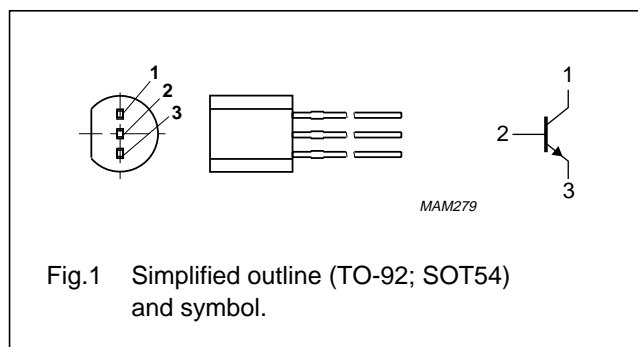 1
2
3
1
2
3
MAM279
Fig.1 Simplified outline (TO-92; SOT54)
and symbol.